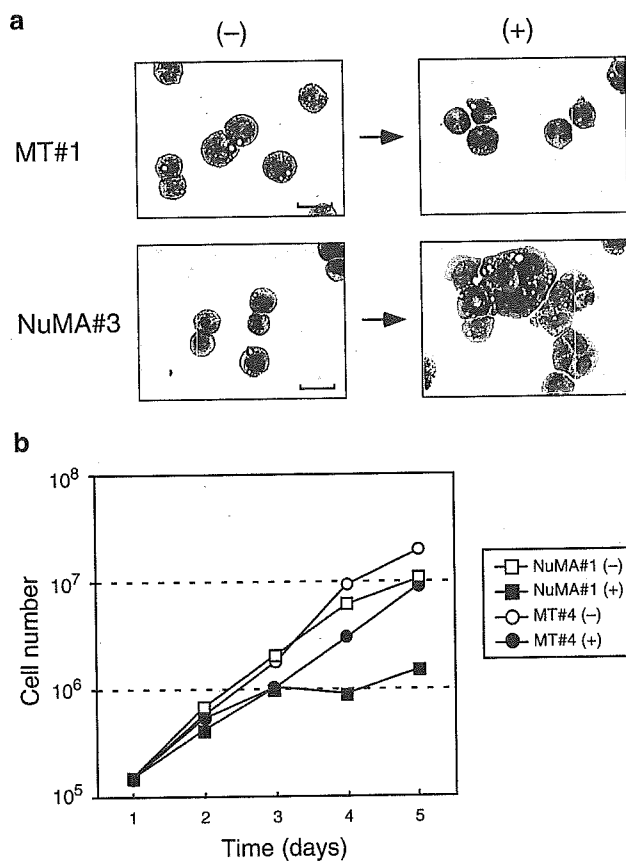 a
(−) (+)
MT#1
NuMA#3
b
10⁸
10⁷
10⁶
10⁵
Cell number
1 2 3 4 5
Time (days)
NuMA#1 (−)
NuMA#1 (+)
MT#4 (−)
MT#4 (+)